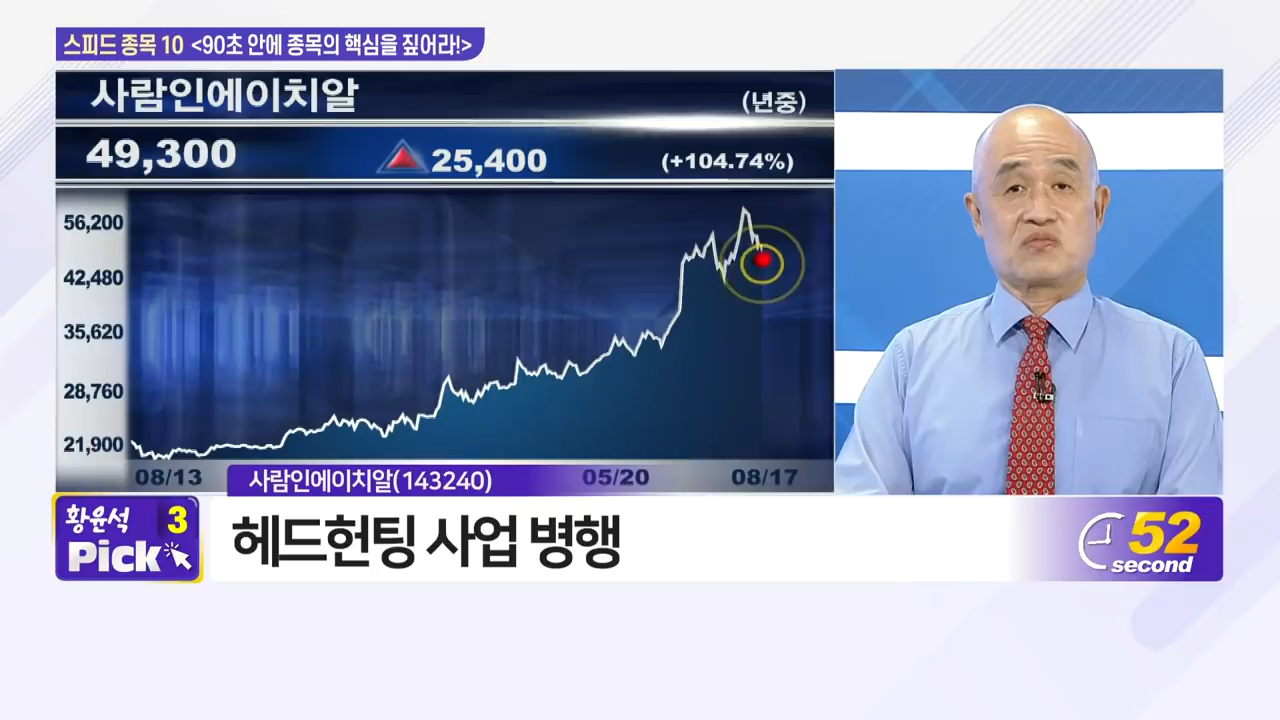 스피드 종목 10 <90초 안에 종목의 핵심을 짚어라!>
사람인에이치알
(년중)
49,300
25,400
(+104.74%)
56,200
42,480
35,620
28,760
21,900
08/13
05/20
08/17
사람인에이치알(143240)
황윤석 3
Pick
헤드헌팅 사업 병행
52
second